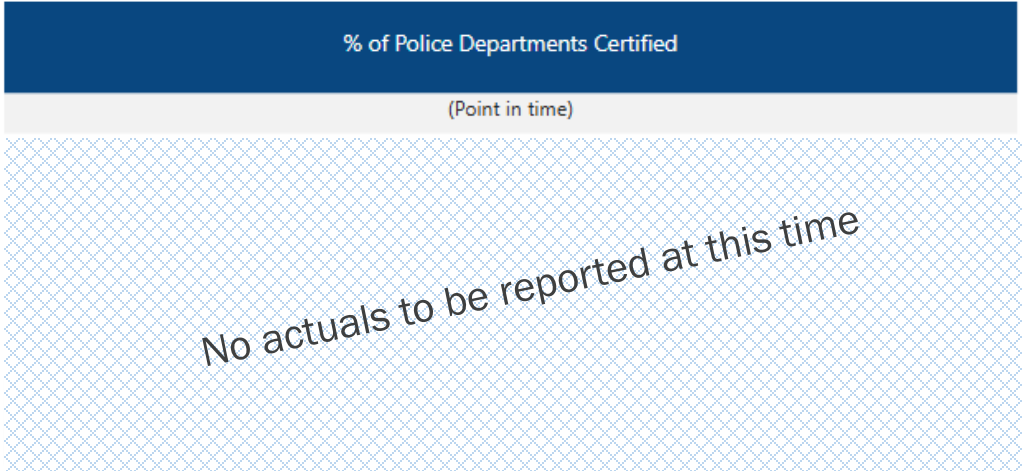 % of Police Departments Certified
(Point in time)
No actuals to be reported at this time